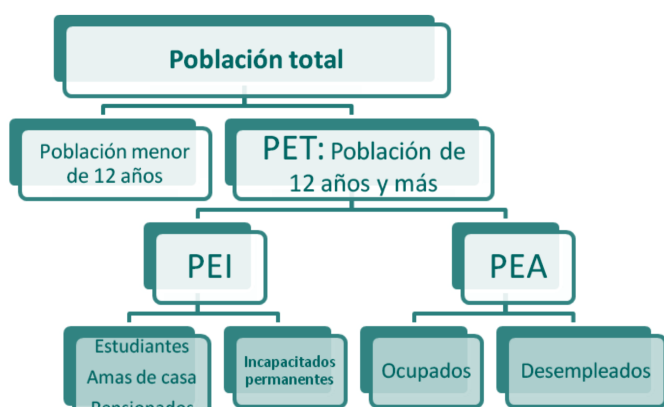 Población total
Población menor
de 12 años
PET: Población de
12 años y más
PEI
PEA
Estudiantes
Amas de casa
Pensionados
Incapacitados
permanentes
Ocupados
Desempleados